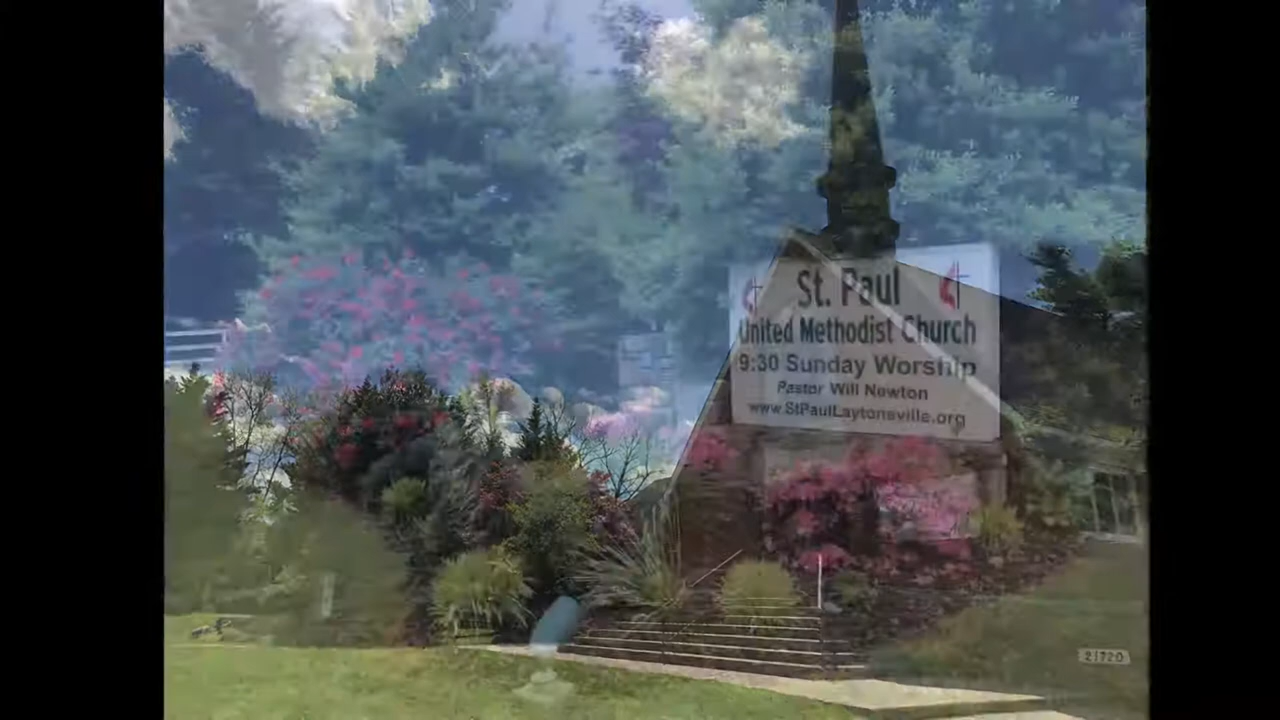 St. Paul
United Methodist Church
9:30 Sunday Worship
Pastor Will Newton
www.StPaulLaytonsville.org
21720